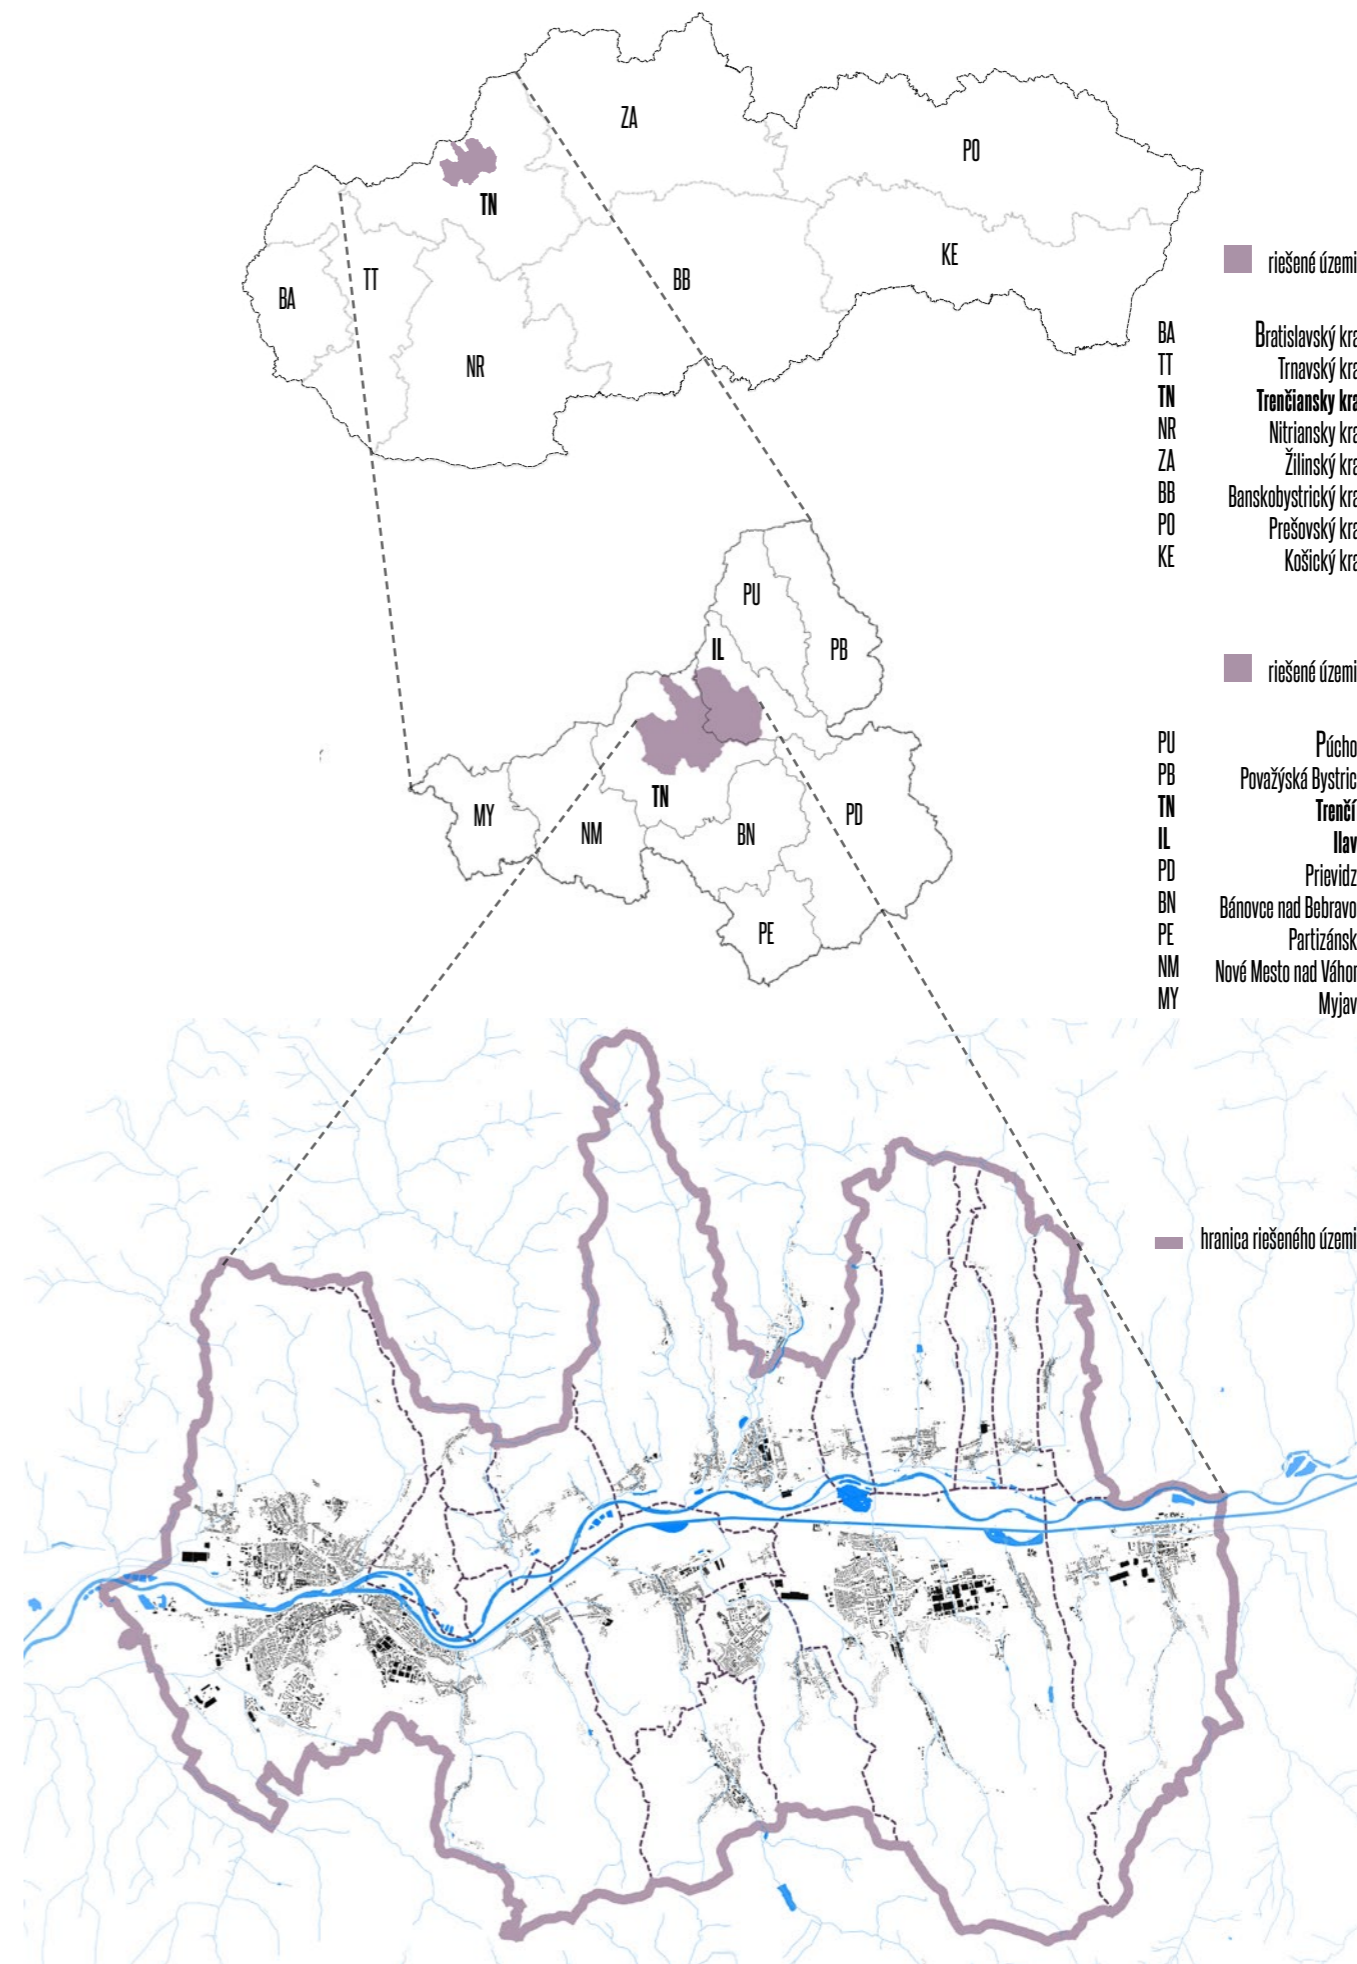 ZA
PO
TN
KE
TT
BB
BA
NR
riešené územi
BA Bratislavský kra
TT Trnavský kra
TN Trenčiansky kra
NR Nitriansky kra
ZA Žilinský kra
BB Banskobystrický kra
PO Prešovský kra
KE Košický kra
PU
IL
PB
TN
MY
NM
BN
PD
PE
riešené územi
PU Púcho
PB Považýská Bystric
TN Trenčí
IL Ilav
PD Prievidz
BN Bánovce nad Bebravo
PE Partizánsk
NM Nové Mesto nad Váho
MY Myjav
hranica riešeného územi